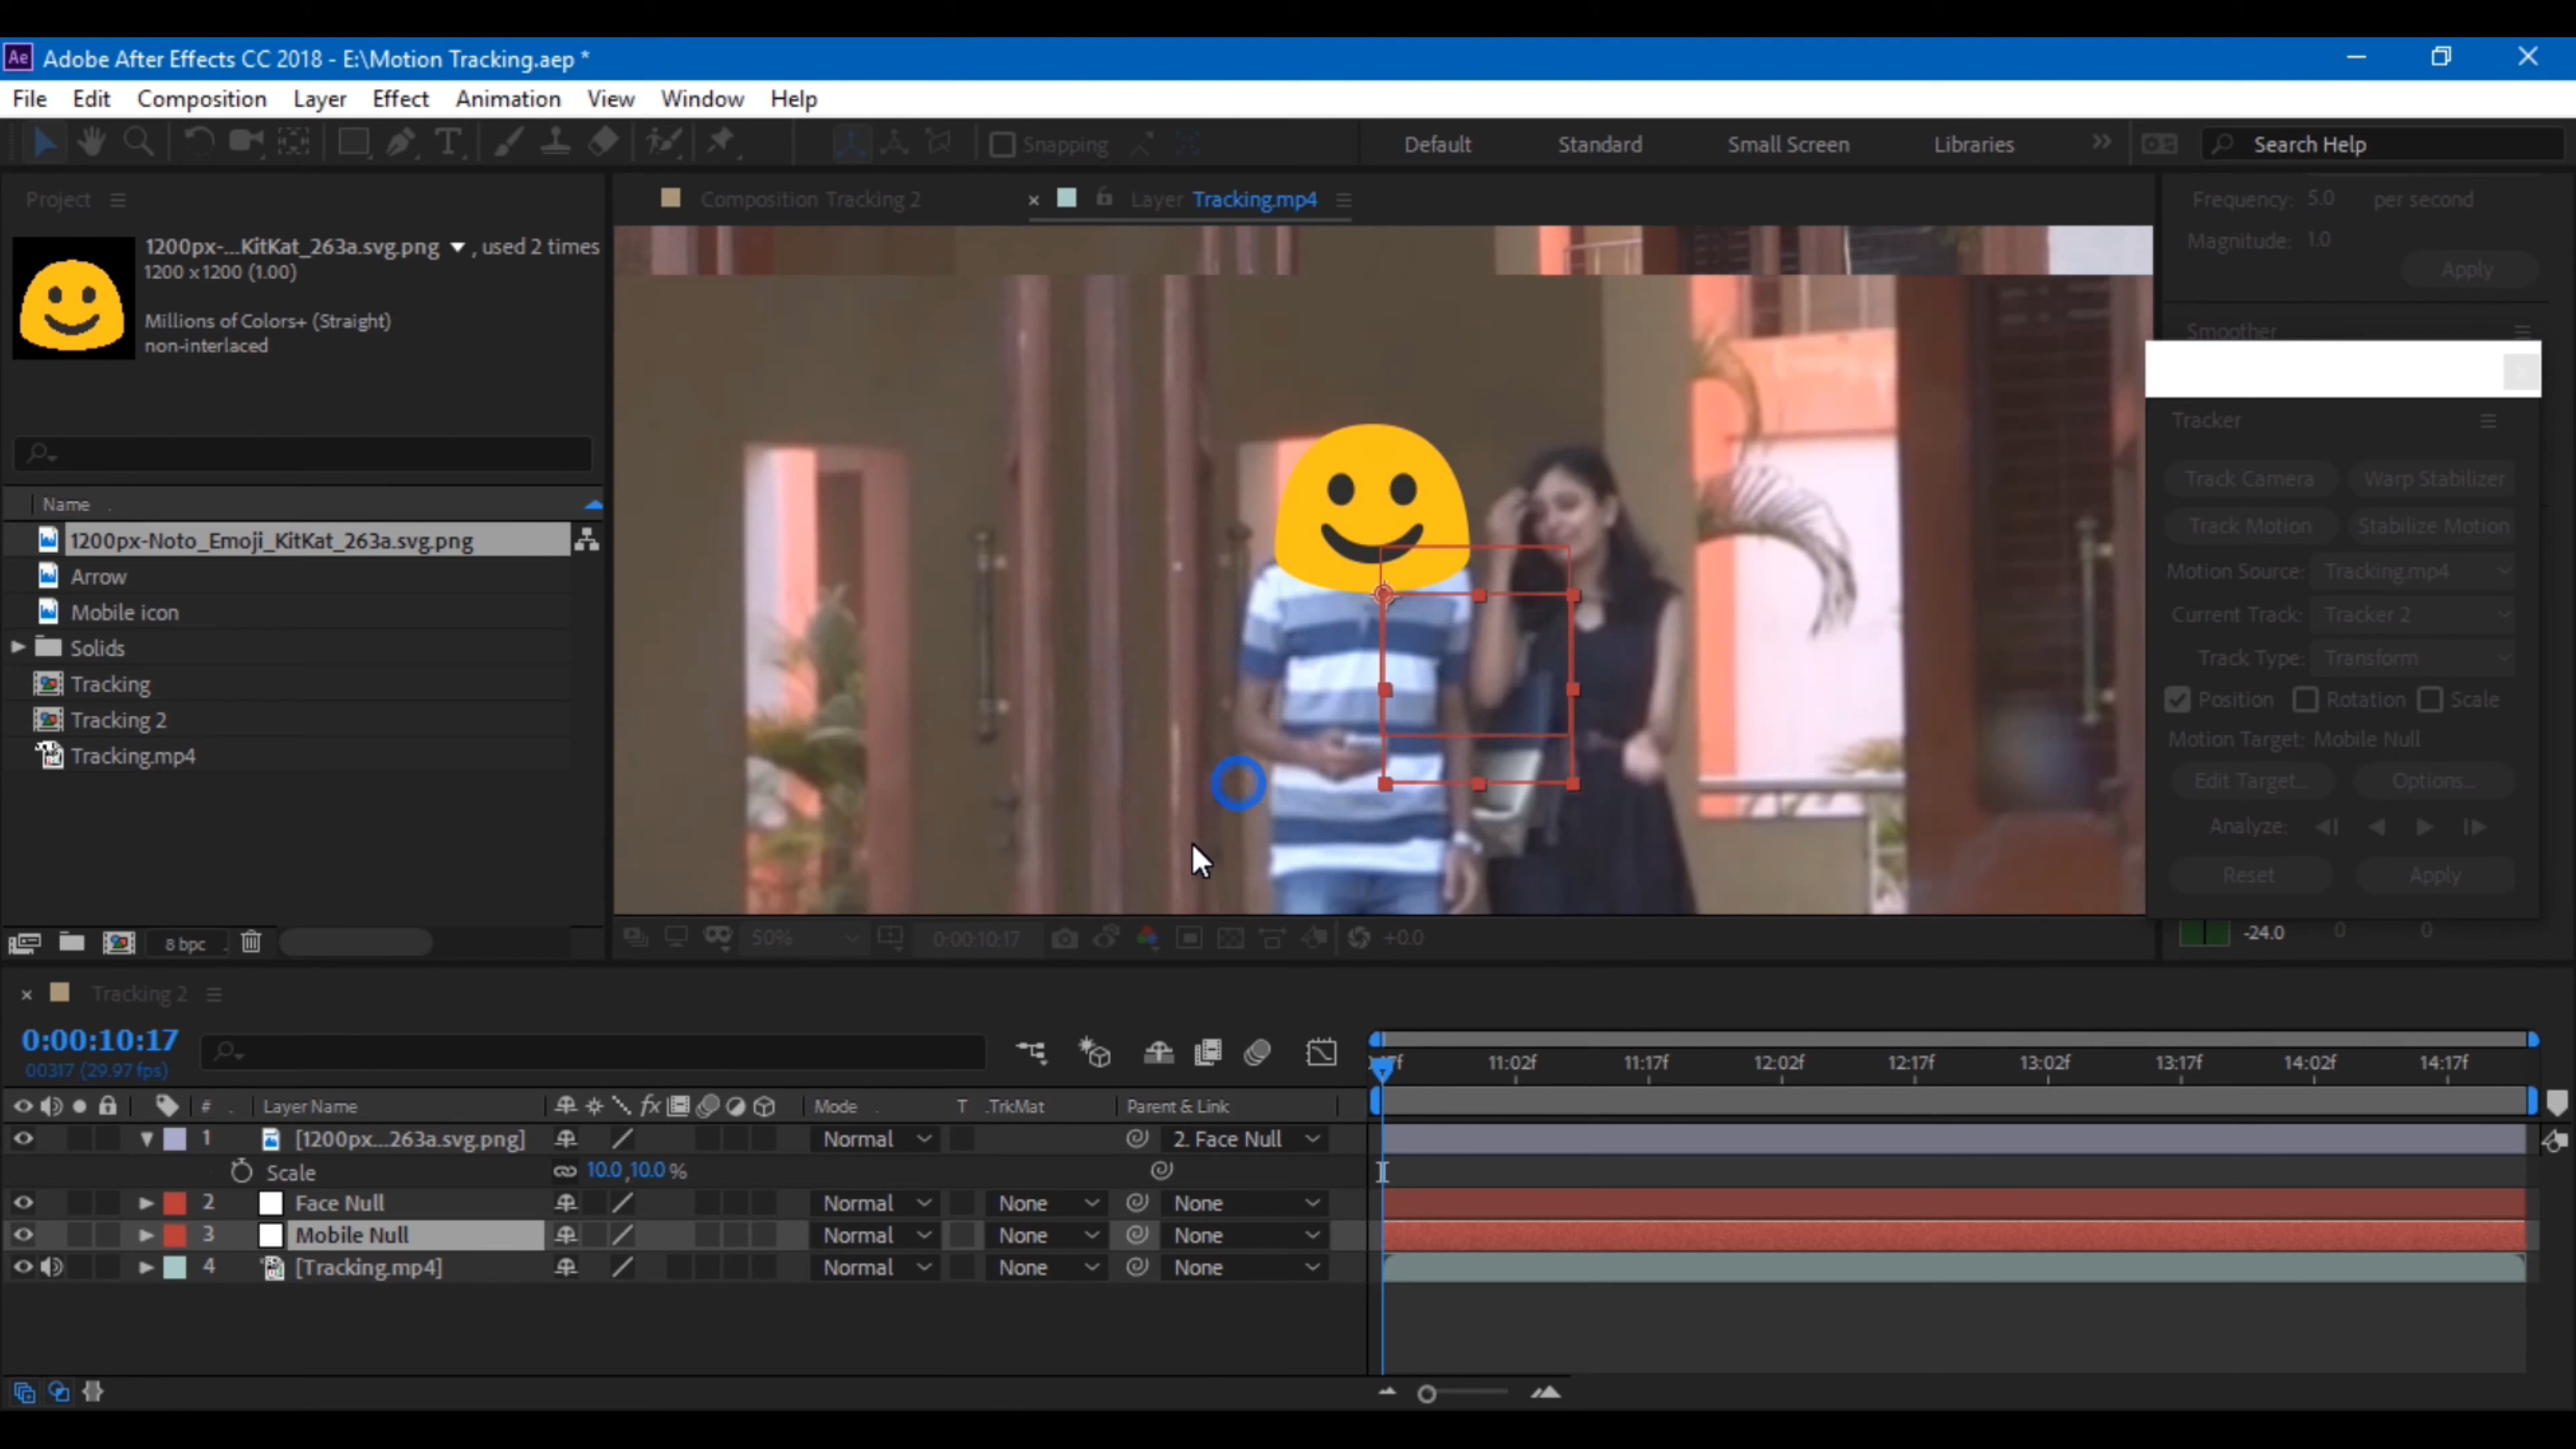 Adobe After Effects CC 2018 - E:\Motion Tracking.aep *
File Edit Composition Layer Effect Animation View Window Help
Snapping Default Standard Small Screen Libraries Search Help
Project
1200px-...KitKat_263a.svg.png , used 2 times
1200 x 1200 (1.00)
Millions of Colors+ (Straight)
non-interlaced
Name
1200px-Noto_Emoji_KitKat_263a.svg.png
Arrow
Mobile icon
Solids
Tracking
Tracking 2
Tracking.mp4
8 bpc
Composition Tracking 2
Layer Tracking.mp4
50% 0:00:10:17 +0.0
Frequency: 5.0 per second
Magnitude: 1.0
Apply
Smoother
Tracker
Track Camera Warp Stabilizer
Track Motion Stabilize Motion
Motion Source: Tracking.mp4
Current Track: Tracker 2
Track Type: Transform
Position Rotation Scale
Motion Target: Mobile Null
Edit Target... Options...
Analyze:
Reset Apply
-24.0 0 0
Tracking 2
0:00:10:17
00317 (29.97 fps)
11:02f 11:17f 12:02f 12:17f 13:02f 13:17f 14:02f 14:17f
# Layer Name fx Mode T .TrkMat Parent & Link
1 [1200px...263a.svg.png] Normal 2. Face Null
Scale 10.0,10.0%
2 Face Null Normal None None
3 Mobile Null Normal None None
4 [Tracking.mp4] Normal None None